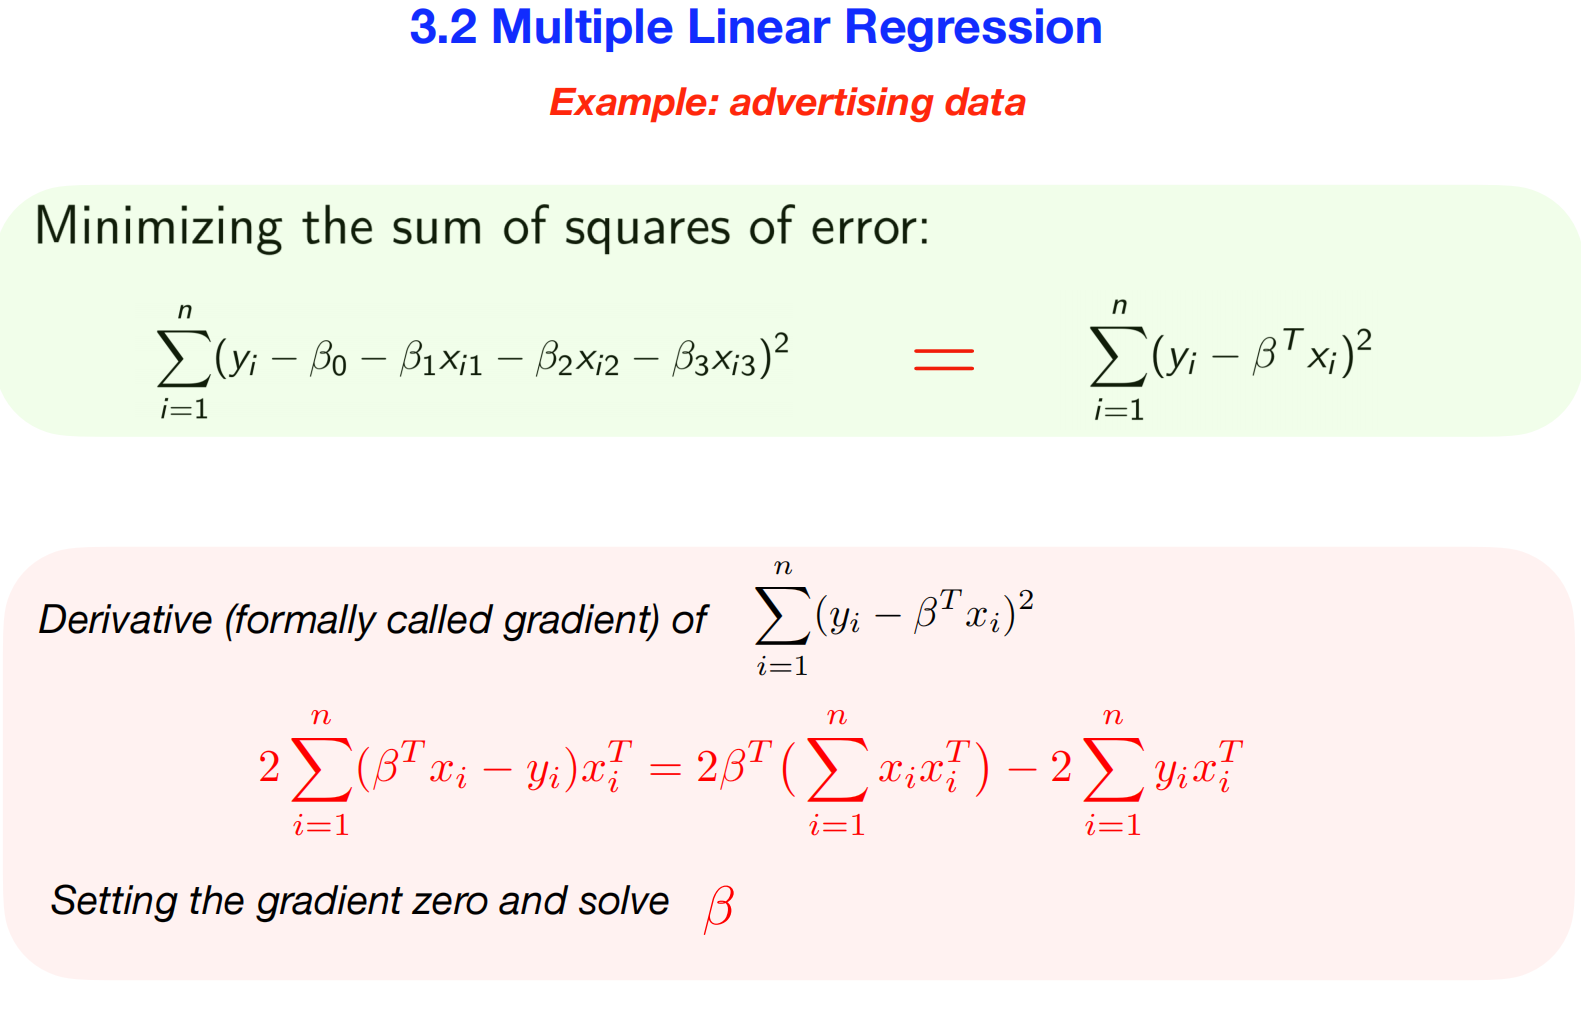 3.2 Multiple Linear Regression
Example: advertising data
Minimizing the sum of squares of error:
$\sum_{i=1}^{n}(y_i - \beta_0 - \beta_1 x_{i1} - \beta_2 x_{i2} - \beta_3 x_{i3})^2 = \sum_{i=1}^{n}(y_i - \beta^T x_i)^2$
Derivative (formally called gradient) of $\sum_{i=1}^{n}(y_i - \beta^T x_i)^2$
$2\sum_{i=1}^{n}(\beta^T x_i - y_i)x_i^T = 2\beta^T(\sum_{i=1}^{n} x_i x_i^T) - 2\sum_{i=1}^{n} y_i x_i^T$
Setting the gradient zero and solve $\beta$